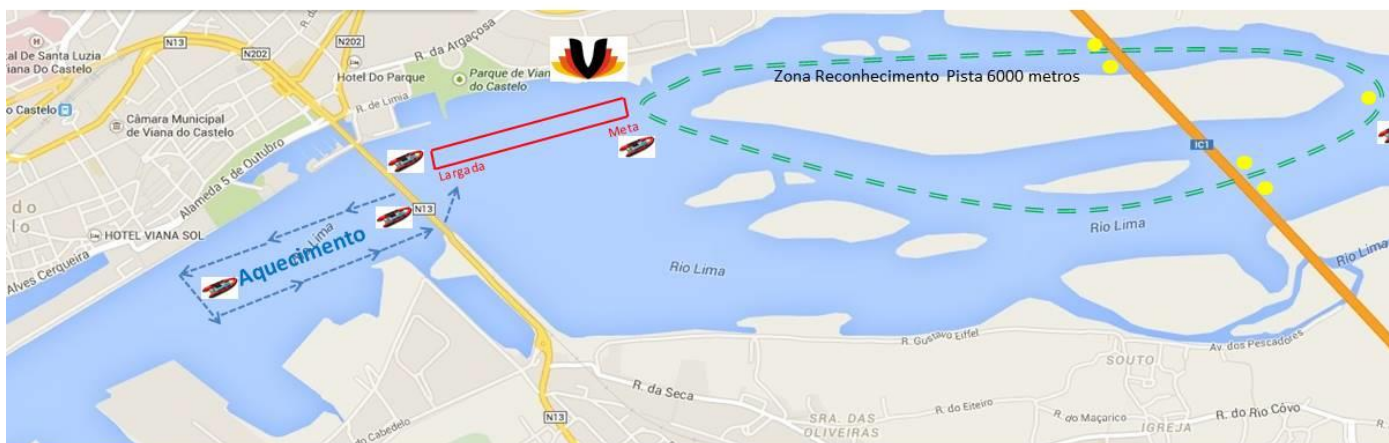 N13
R. da Argaçosa
N202
N202
al De Santa Luzia
iana Do Castelo
Hotel Do Parque
Parque de Viana
do Castelo
Zona Reconhecimento Pista 6000 metros
o Castelo
Câmara Municipal
de Viana do Castelo
R. de Limia
Meta
Largada
IC1
Alameda 5 de Outubro
do
lo
HOTEL VIANA SOL
N13
Rio Lima
Aquecimento
Rio Lima
Rio Lima
Rio Lima
Alves Cerqueira
R. Gustavo Eiffel
Av. dos Pescadores
SOUTO
R. da Seca
N13
do Cabedelo
SRA. DAS
OLIVEIRAS
R. do Eiteiro
R. do Maçarico
IGREJA
R. do Rio Côvo